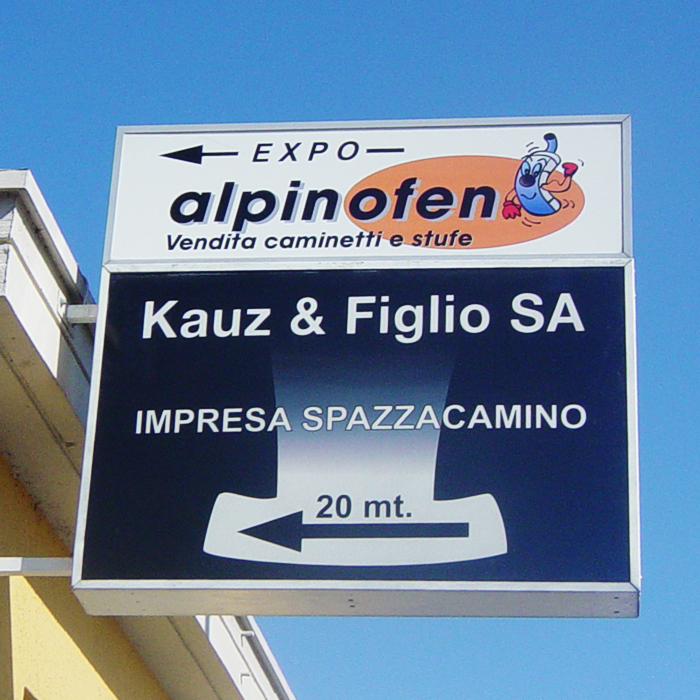 EXPO
alpinofen
Vendita caminetti e stufe
Kauz & Figlio SA
IMPRESA SPAZZACAMINO
20 mt.